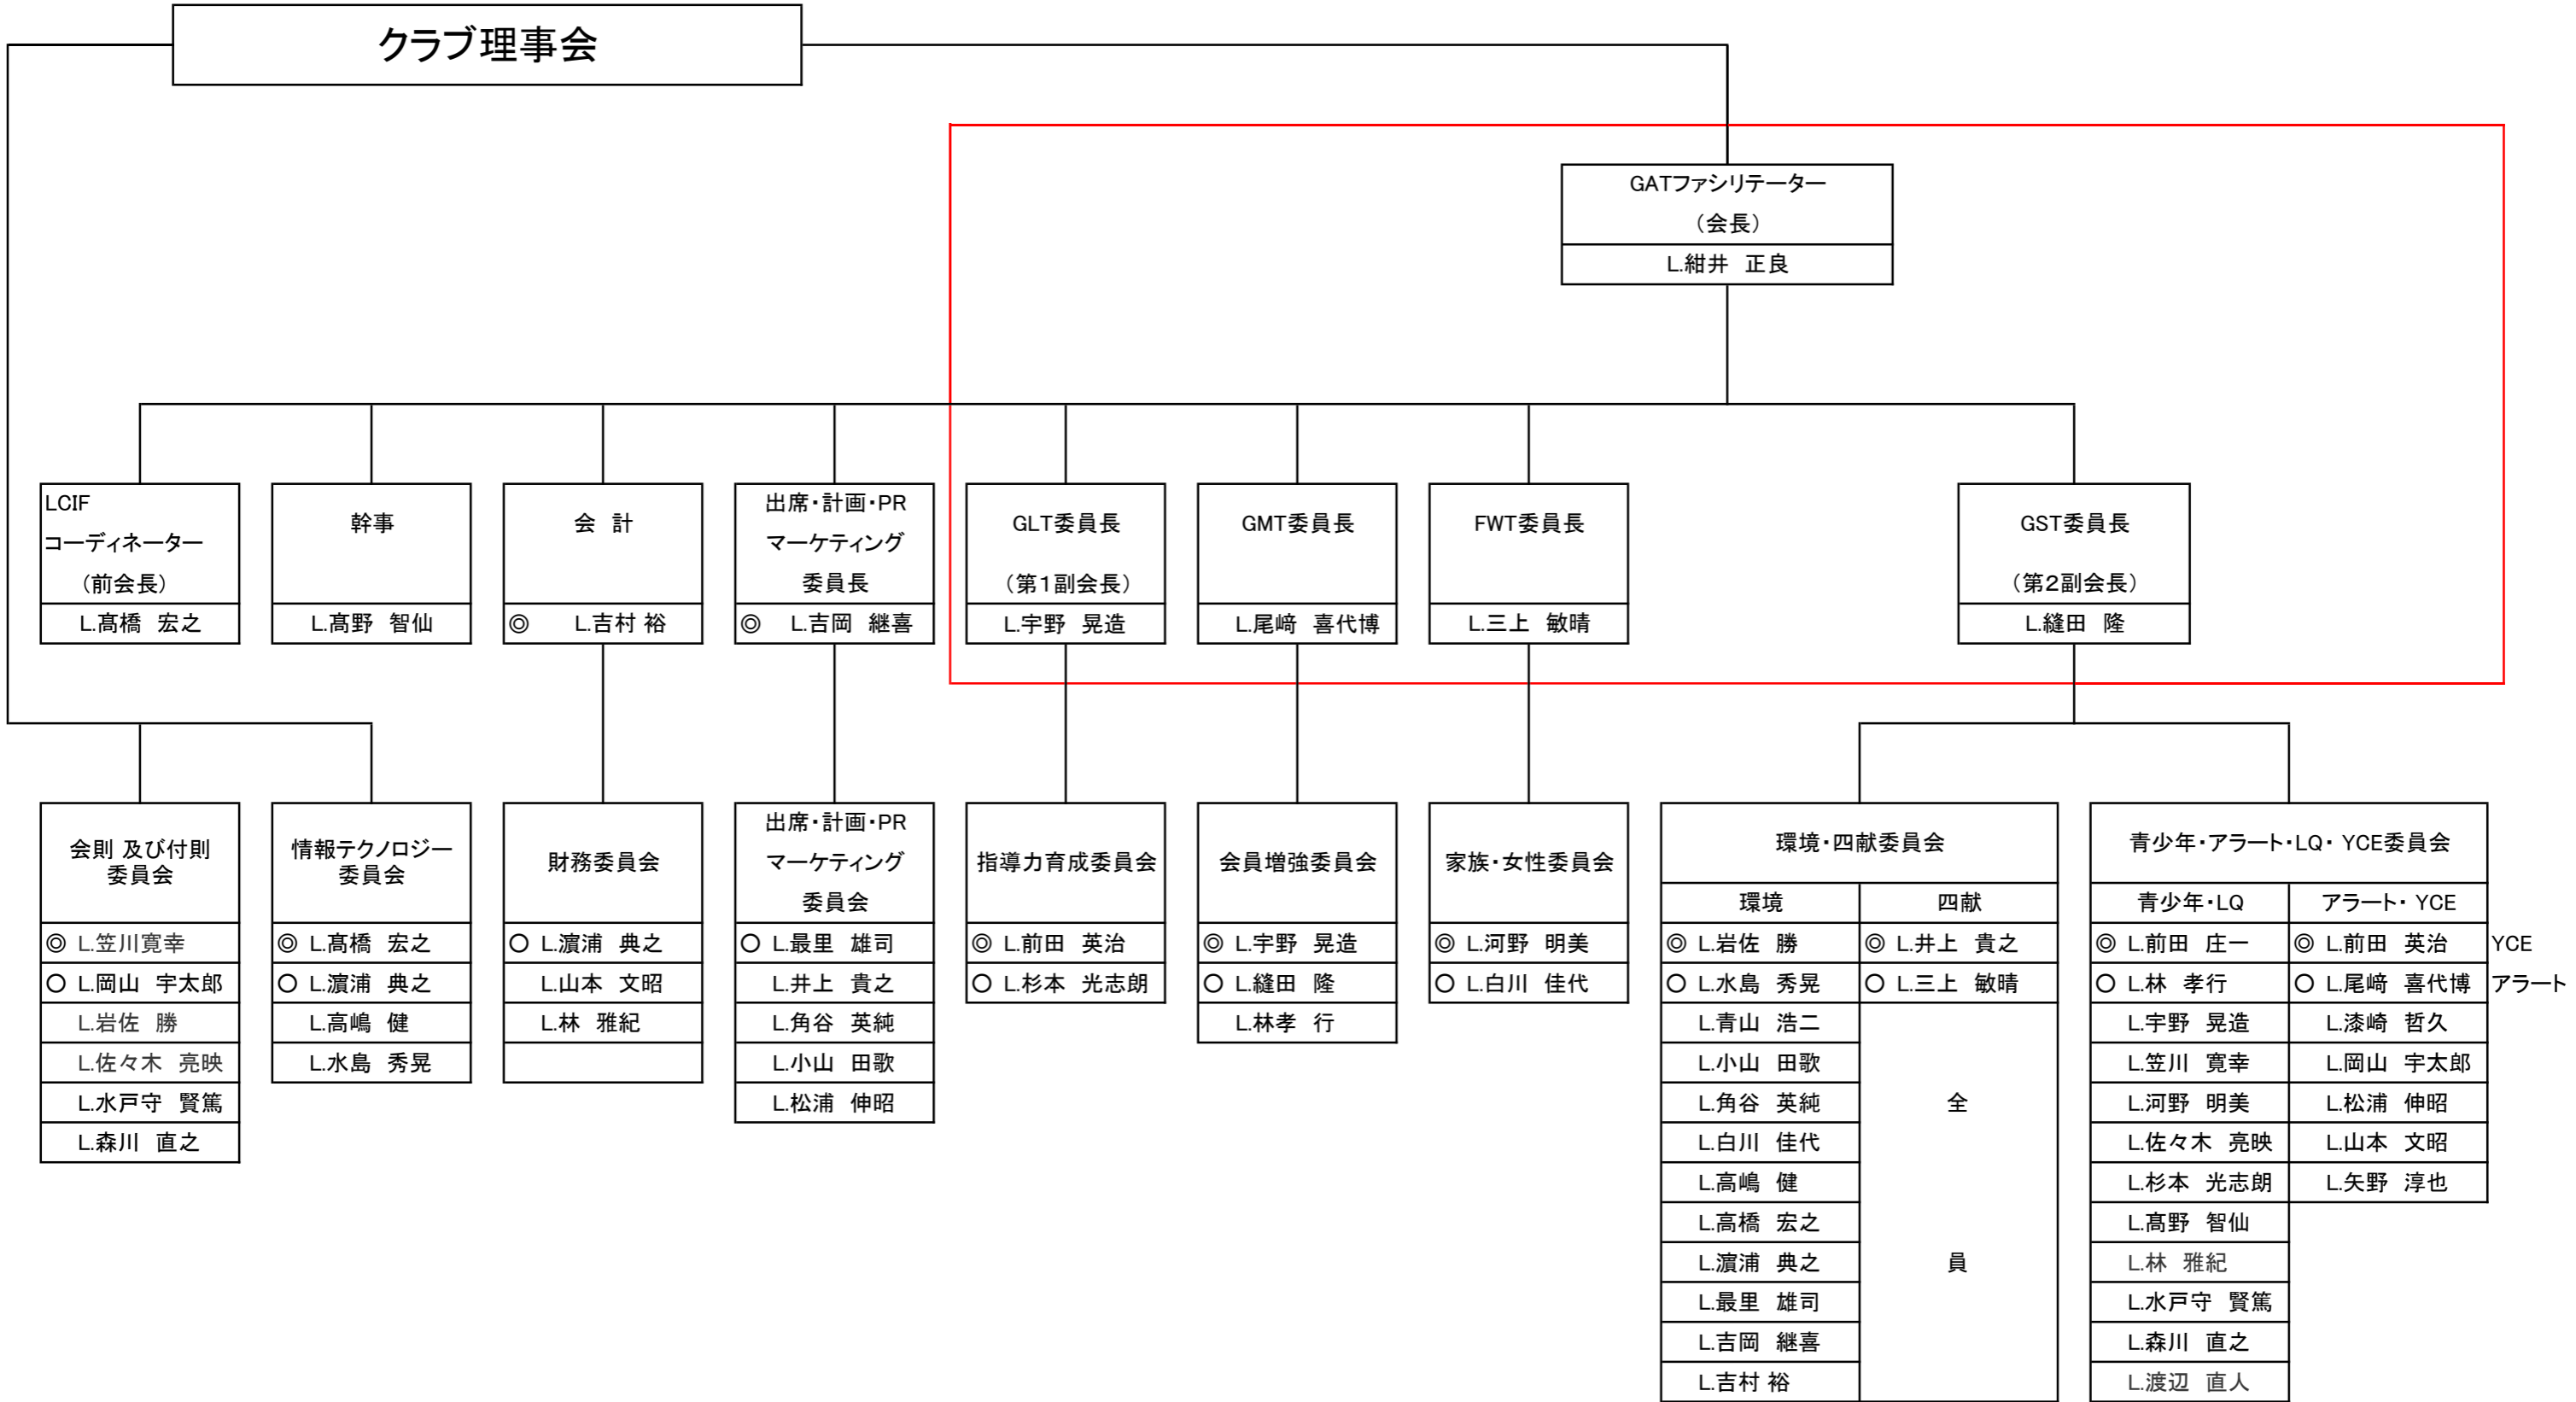 クラブ理事会
GATファシリテーター
（会長）
L.紺井 正良
LCIF
コーディネーター
（前会長）
L.髙橋 宏之
幹事
L.髙野 智仙
会 計
◎ L.吉村 裕
出席・計画・PR
マーケティング
委員長
◎ L.吉岡 継喜
GLT委員長
（第1副会長）
L.宇野 晃造
GMT委員長
L.尾﨑 喜代博
FWT委員長
L.三上 敏晴
GST委員長
（第2副会長）
L.縫田 隆
会則 及び付則
委員会
◎ L.笠川寛幸
○ L.岡山 宇太郎
L.岩佐 勝
L.佐々木 亮映
L.水戸守 賢篤
L.森川 直之
情報テクノロジー
委員会
◎ L.髙橋 宏之
○ L.濵浦 典之
L.高嶋 健
L.水島 秀晃
財務委員会
○ L.濵浦 典之
L.山本 文昭
L.林 雅紀
出席・計画・PR
マーケティング
委員会
○ L.最里 雄司
L.井上 貴之
L.角谷 英純
L.小山 田歌
L.松浦 伸昭
指導力育成委員会
◎ L.前田 英治
○ L.杉本 光志朗
会員増強委員会
◎ L.宇野 晃造
○ L.縫田 隆
L.林孝 行
家族・女性委員会
◎ L.河野 明美
○ L.白川 佳代
環境・四献委員会
環境
◎ L.岩佐 勝
○ L.水島 秀晃
L.青山 浩二
L.小山 田歌
L.角谷 英純
L.白川 佳代
L.高嶋 健
L.高橋 宏之
L.濵浦 典之
L.最里 雄司
L.吉岡 継喜
L.吉村 裕
四献
◎ L.井上 貴之
○ L.三上 敏晴
全
員
青少年・アラート・LQ・ YCE委員会
青少年・LQ
◎ L.前田 庄一
○ L.林 孝行
L.宇野 晃造
L.笠川 寛幸
L.河野 明美
L.佐々木 亮映
L.杉本 光志朗
L.髙野 智仙
L.林 雅紀
L.水戸守 賢篤
L.森川 直之
L.渡辺 直人
アラート・ YCE
◎ L.前田 英治 YCE
○ L.尾﨑 喜代博 アラート
L.漆崎 哲久
L.岡山 宇太郎
L.松浦 伸昭
L.山本 文昭
L.矢野 淳也